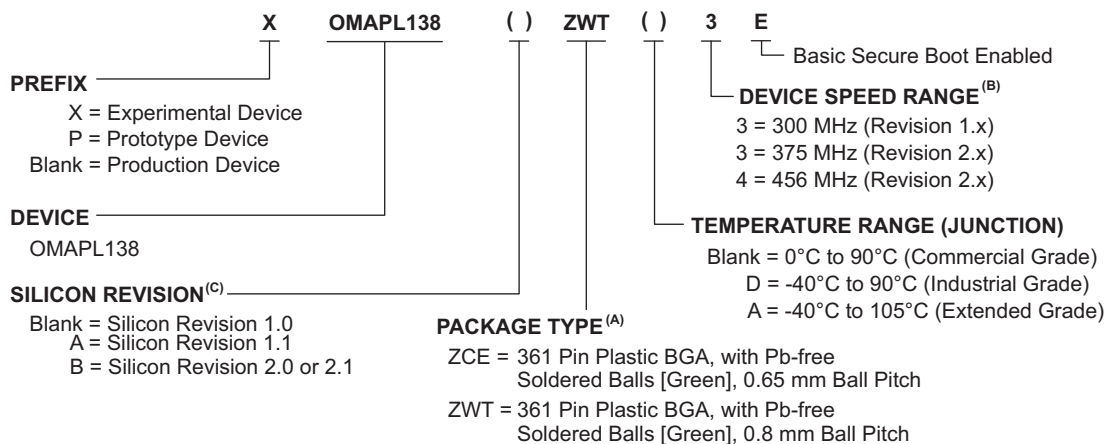 X OMAPL138 ( ) ZWT ( ) 3 E
Basic Secure Boot Enabled
PREFIX
X = Experimental Device
P = Prototype Device
Blank = Production Device
DEVICE SPEED RANGE(B)
3 = 300 MHz (Revision 1.x)
3 = 375 MHz (Revision 2.x)
4 = 456 MHz (Revision 2.x)
DEVICE
OMAPL138
TEMPERATURE RANGE (JUNCTION)
Blank = 0°C to 90°C (Commercial Grade)
D = -40°C to 90°C (Industrial Grade)
A = -40°C to 105°C (Extended Grade)
SILICON REVISION(C)
Blank = Silicon Revision 1.0
A = Silicon Revision 1.1
B = Silicon Revision 2.0 or 2.1
PACKAGE TYPE(A)
ZCE = 361 Pin Plastic BGA, with Pb-free
Soldered Balls [Green], 0.65 mm Ball Pitch
ZWT = 361 Pin Plastic BGA, with Pb-free
Soldered Balls [Green], 0.8 mm Ball Pitch